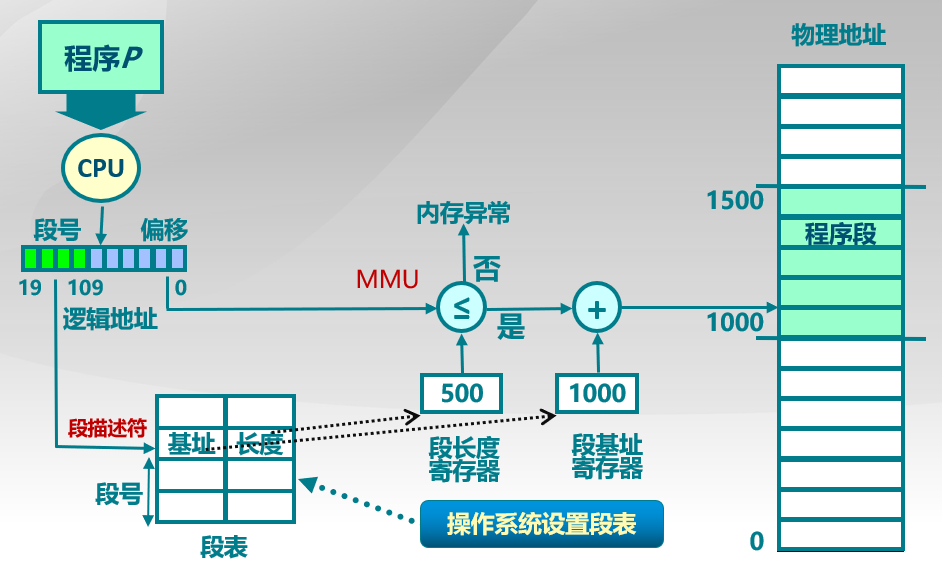 程序P
物理地址
CPU
1500
内存异常
段号
偏移
程序段
否
MMU
19
109
0
≤
+
是
1000
逻辑地址
500
1000
段描述符
基址
长度
段长度
寄存器
段基址
寄存器
段号
操作系统设置段表
0
段表